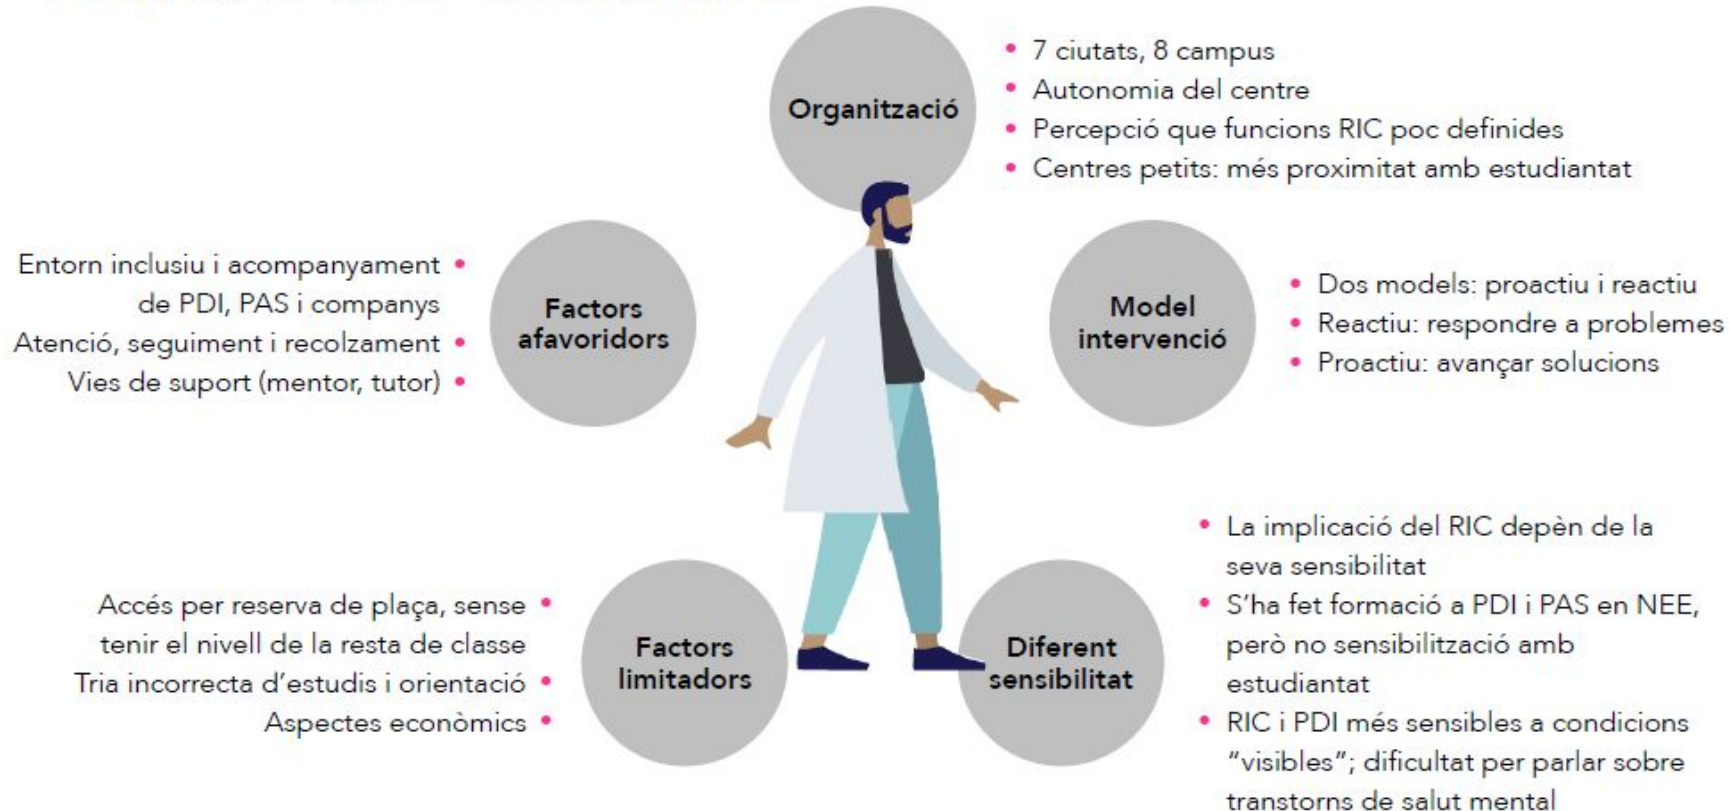 Organització
• 7 ciutats, 8 campus
• Autonomia del centre
• Percepció que funcions RIC poc definides
• Centres petits: més proximitat amb estudiantat
Entorn inclusiu i acompanyament •
de PDI, PAS i companys
Atenció, seguiment i recolzament •
Vies de suport (mentor, tutor) •
Factors
afavoridors
Model
intervenció
• Dos models: proactiu i reactiu
• Reactiu: respondre a problemes
• Proactiu: avançar solucions
Accés per reserva de plaça, sense •
tenir el nivell de la resta de classe
Tria incorrecta d’estudis i orientació •
Aspectes econòmics •
Factors
limitadors
Diferent
sensibilitat
• La implicació del RIC depèn de la
seva sensibilitat
• S’ha fet formació a PDI i PAS en NEE,
però no sensibilització amb
estudiantat
• RIC i PDI més sensibles a condicions
“visibles”; dificultat per parlar sobre
transtorns de salut mental